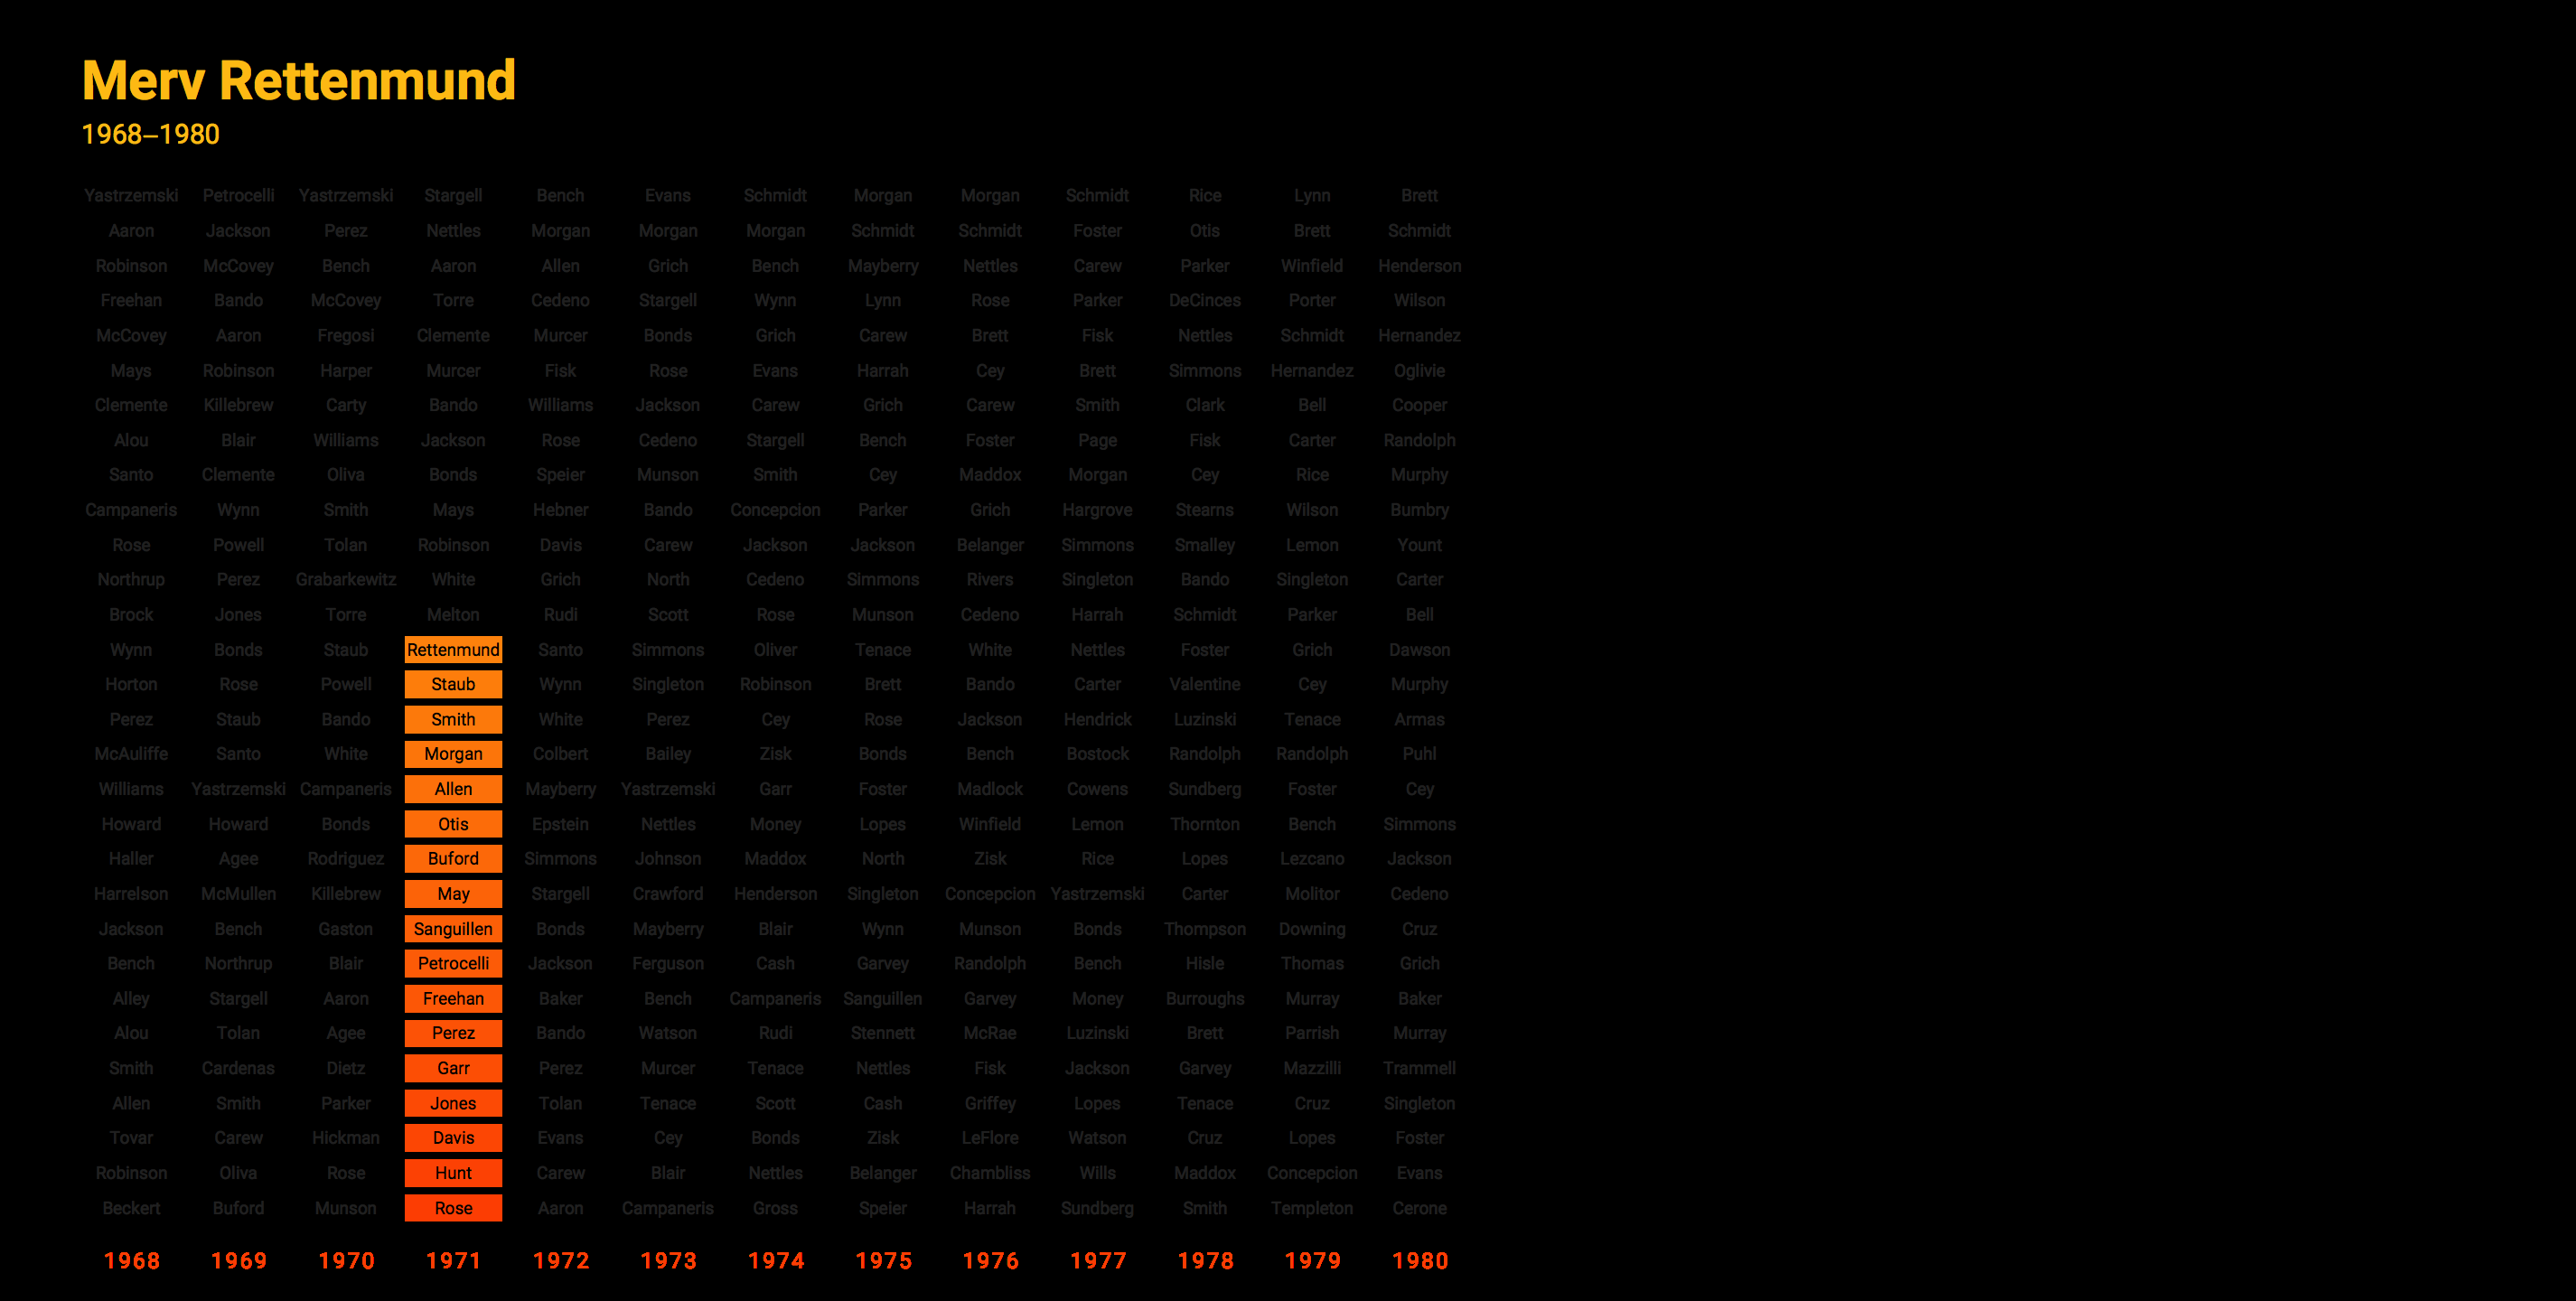 Merv Rettenmund
1968–1980
Yastrzemski Petrocelli Yastrzemski Stargell Bench Evans Schmidt Morgan Morgan Schmidt Rice Lynn Brett
Aaron Jackson Perez Nettles Morgan Morgan Morgan Schmidt Schmidt Foster Otis Brett Schmidt
Robinson McCovey Bench Aaron Allen Grich Bench Mayberry Nettles Carew Parker Winfield Henderson
Freehan Bando McCovey Torre Cedeno Stargell Wynn Lynn Rose Parker DeCinces Porter Wilson
McCovey Aaron Fregosi Clemente Murcer Bonds Grich Carew Brett Fisk Nettles Schmidt Hernandez
Mays Robinson Harper Murcer Fisk Rose Evans Harrah Cey Brett Simmons Hernandez Oglivie
Clemente Killebrew Carty Bando Williams Jackson Carew Grich Carew Smith Clark Bell Cooper
Alou Blair Williams Jackson Rose Cedeno Stargell Bench Foster Page Fisk Carter Randolph
Santo Clemente Oliva Bonds Speier Munson Smith Cey Maddox Morgan Cey Rice Murphy
Campaneris Wynn Smith Mays Hebner Bando Concepcion Parker Grich Hargrove Stearns Wilson Bumbry
Rose Powell Tolan Robinson Davis Carew Jackson Jackson Belanger Simmons Smalley Lemon Yount
Northrup Perez Grabarkewitz White Grich North Cedeno Simmons Rivers Singleton Bando Singleton Carter
Brock Jones Torre Melton Rudi Scott Rose Munson Cedeno Harrah Schmidt Parker Bell
Wynn Bonds Staub Rettenmund Santo Simmons Oliver Tenace White Nettles Foster Grich Dawson
Horton Rose Powell Staub Wynn Singleton Robinson Brett Bando Carter Valentine Cey Murphy
Perez Staub Bando Smith White Perez Cey Rose Jackson Hendrick Luzinski Tenace Armas
McAuliffe Santo White Morgan Colbert Bailey Zisk Bonds Bench Bostock Randolph Randolph Puhl
Williams Yastrzemski Campaneris Allen Mayberry Yastrzemski Garr Foster Madlock Cowens Sundberg Foster Cey
Howard Howard Bonds Otis Epstein Nettles Money Lopes Winfield Lemon Thornton Bench Simmons
Haller Agee Rodriguez Buford Simmons Johnson Maddox North Zisk Rice Lopes Lezcano Jackson
Harrelson McMullen Killebrew May Stargell Crawford Henderson Singleton Concepcion Yastrzemski Carter Molitor Cedeno
Jackson Bench Gaston Sanguillen Bonds Mayberry Blair Wynn Munson Bonds Thompson Downing Cruz
Bench Northrup Blair Petrocelli Jackson Ferguson Cash Garvey Randolph Bench Hisle Thomas Grich
Alley Stargell Aaron Freehan Baker Bench Campaneris Sanguillen Garvey Money Burroughs Murray Baker
Alou Tolan Agee Perez Bando Watson Rudi Stennett McRae Luzinski Brett Parrish Murray
Smith Cardenas Dietz Garr Perez Murcer Tenace Nettles Fisk Jackson Garvey Mazzilli Trammell
Allen Smith Parker Jones Tolan Tenace Scott Cash Griffey Lopes Tenace Cruz Singleton
Tovar Carew Hickman Davis Evans Cey Bonds Zisk LeFlore Watson Cruz Lopes Foster
Robinson Oliva Rose Hunt Carew Blair Nettles Belanger Chambliss Wills Maddox Concepcion Evans
Beckert Buford Munson Rose Aaron Campaneris Gross Speier Harrah Sundberg Smith Templeton Cerone
1968 1969 1970 1971 1972 1973 1974 1975 1976 1977 1978 1979 1980